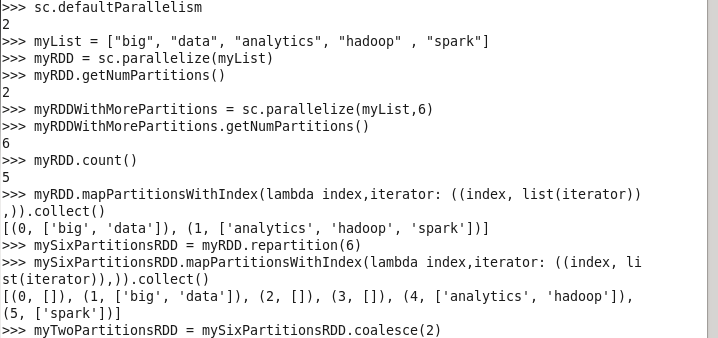 >>> sc.defaultParallelism
2
>>> myList = ["big", "data", "analytics", "hadoop" , "spark"]
>>> myRDD = sc.parallelize(myList)
>>> myRDD.getNumPartitions()
2
>>> myRDDWithMorePartitions = sc.parallelize(myList,6)
>>> myRDDWithMorePartitions.getNumPartitions()
6
>>> myRDD.count()
5
>>> myRDD.mapPartitionsWithIndex(lambda index,iterator: ((index, list(iterator))
,)).collect()
[(0, ['big', 'data']), (1, ['analytics', 'hadoop', 'spark'])]
>>> mySixPartitionsRDD = myRDD.repartition(6)
>>> mySixPartitionsRDD.mapPartitionsWithIndex(lambda index,iterator: ((index, li
st(iterator)),)).collect()
[(0, []), (1, ['big', 'data']), (2, []), (3, []), (4, ['analytics', 'hadoop']),
(5, ['spark'])]
>>> myTwoPartitionsRDD = mySixPartitionsRDD.coalesce(2)